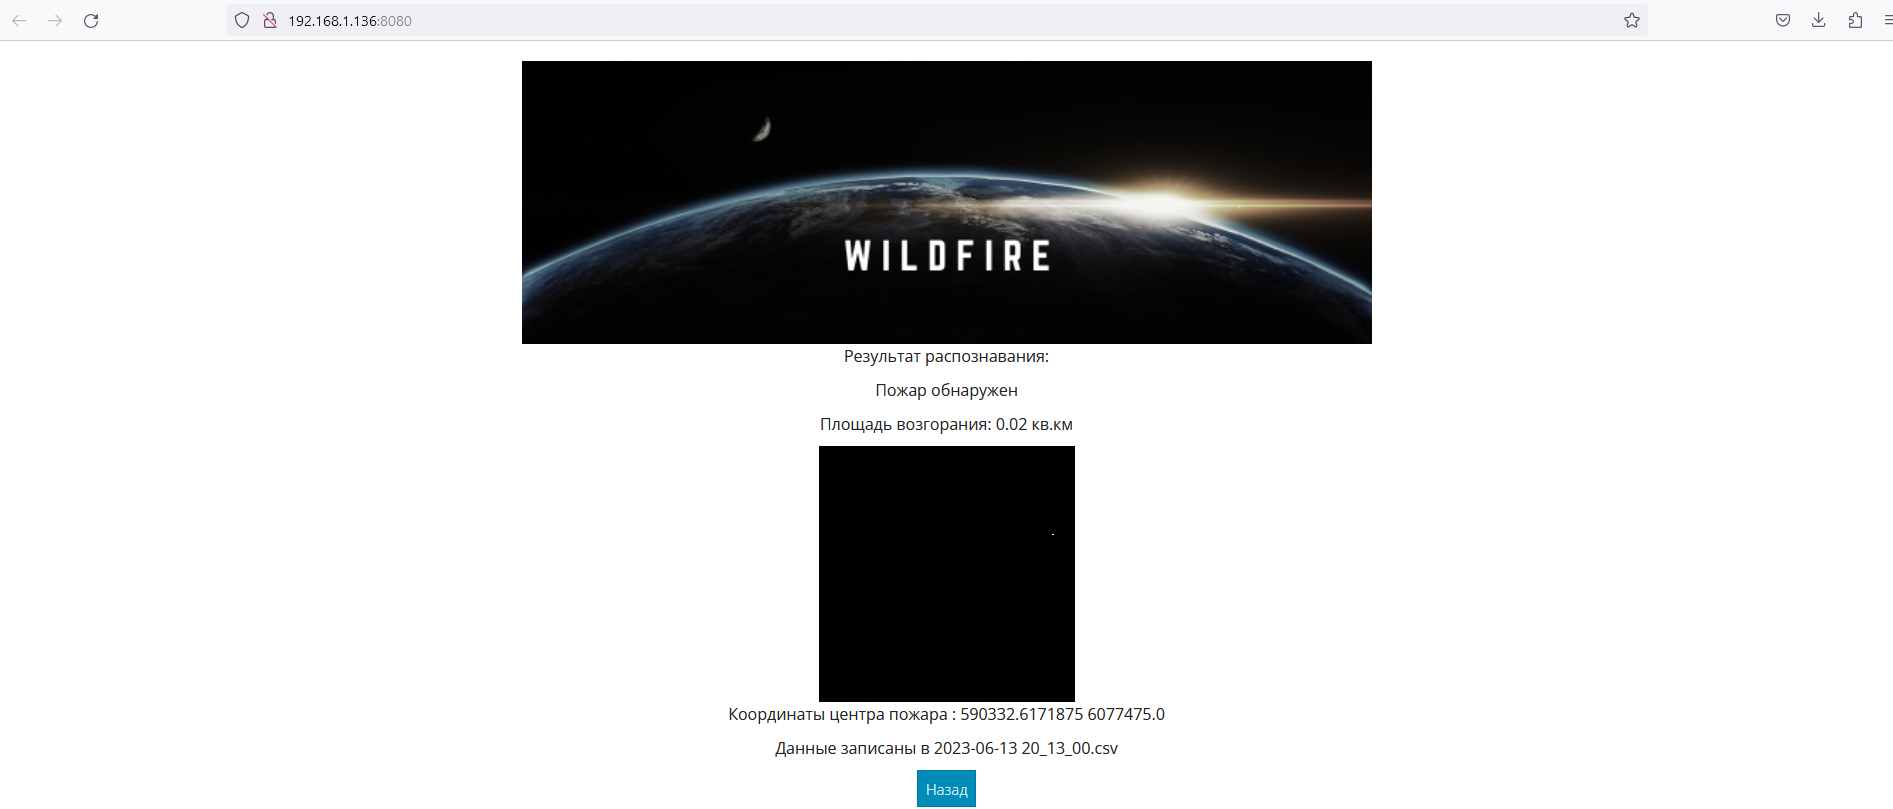 192.168.1.136:8080
WILDFIRE
Результат распознавания:
Пожар обнаружен
Площадь возгорания: 0.02 кв.км
Координаты центра пожара : 590332.6171875 6077475.0
Данные записаны в 2023-06-13 20_13_00.csv
Назад